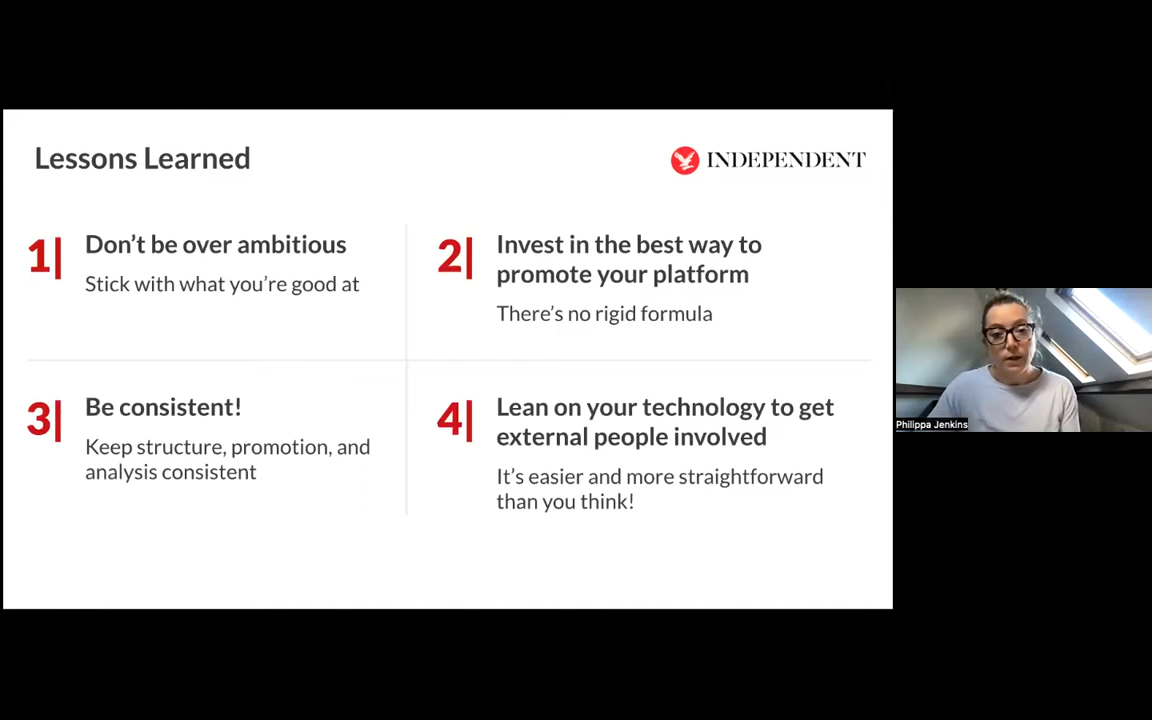 Lessons Learned
INDEPENDENT
1|
Don't be over ambitious
Stick with what you're good at
2|
Invest in the best way to
promote your platform
There's no rigid formula
3|
Be consistent!
Keep structure, promotion, and
analysis consistent
4|
Lean on your technology to get
external people involved
It's easier and more straightforward
than you think!
Philippa Jenkins